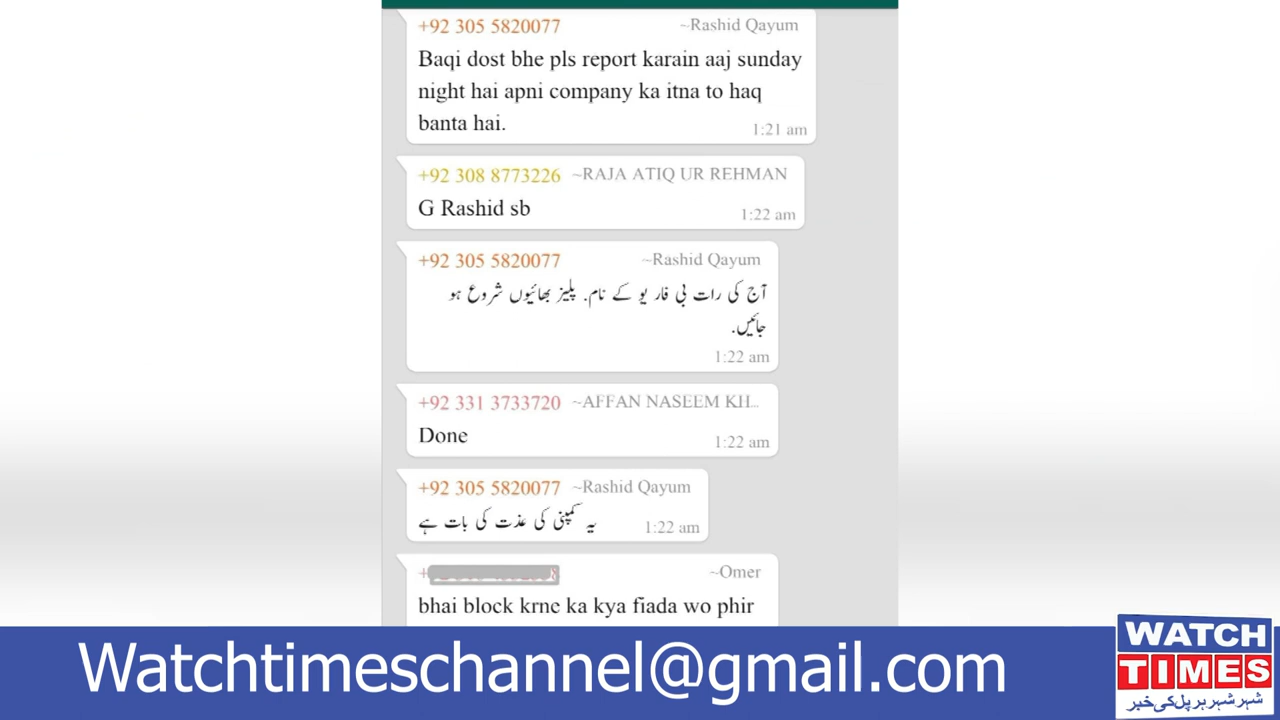 +92 305 5820077 ~Rashid Qayum
Baqi dost bhe pls report karain aaj sunday
night hai apni company ka itna to haq
banta hai.
1:21 am
+92 308 8773226 ~RAJA ATIQ UR REHMAN
G Rashid sb
1:22 am
+92 305 5820077 ~Rashid Qayum
آج کی رات بی فار یو کے نام. پلیز بھائیوں شروع ہو
جائیں.
1:22 am
+92 331 3733720 ~AFFAN NASEEM KH...
Done
1:22 am
+92 305 5820077 ~Rashid Qayum
یہ کمپنی کی عذت کی بات ہے
1:22 am
~Omer
bhai block krne ka kya fiada wo phir
Watchtimeschannel@gmail.com
WATCH
TIMES
شہر شہر ہر پل کی خبر